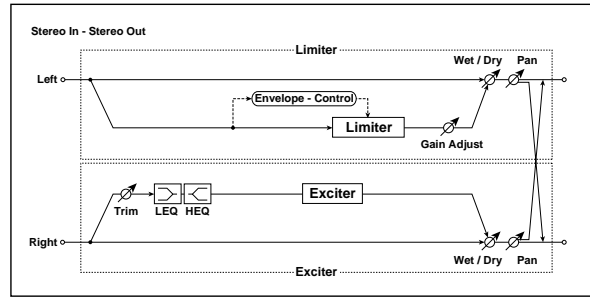 Stereo In - Stereo Out
Limiter
Wet / Dry Pan
Left
Envelope - Control
Limiter
Gain Adjust
Exciter
Trim LEQ HEQ
Right
Wet / Dry Pan
Exciter